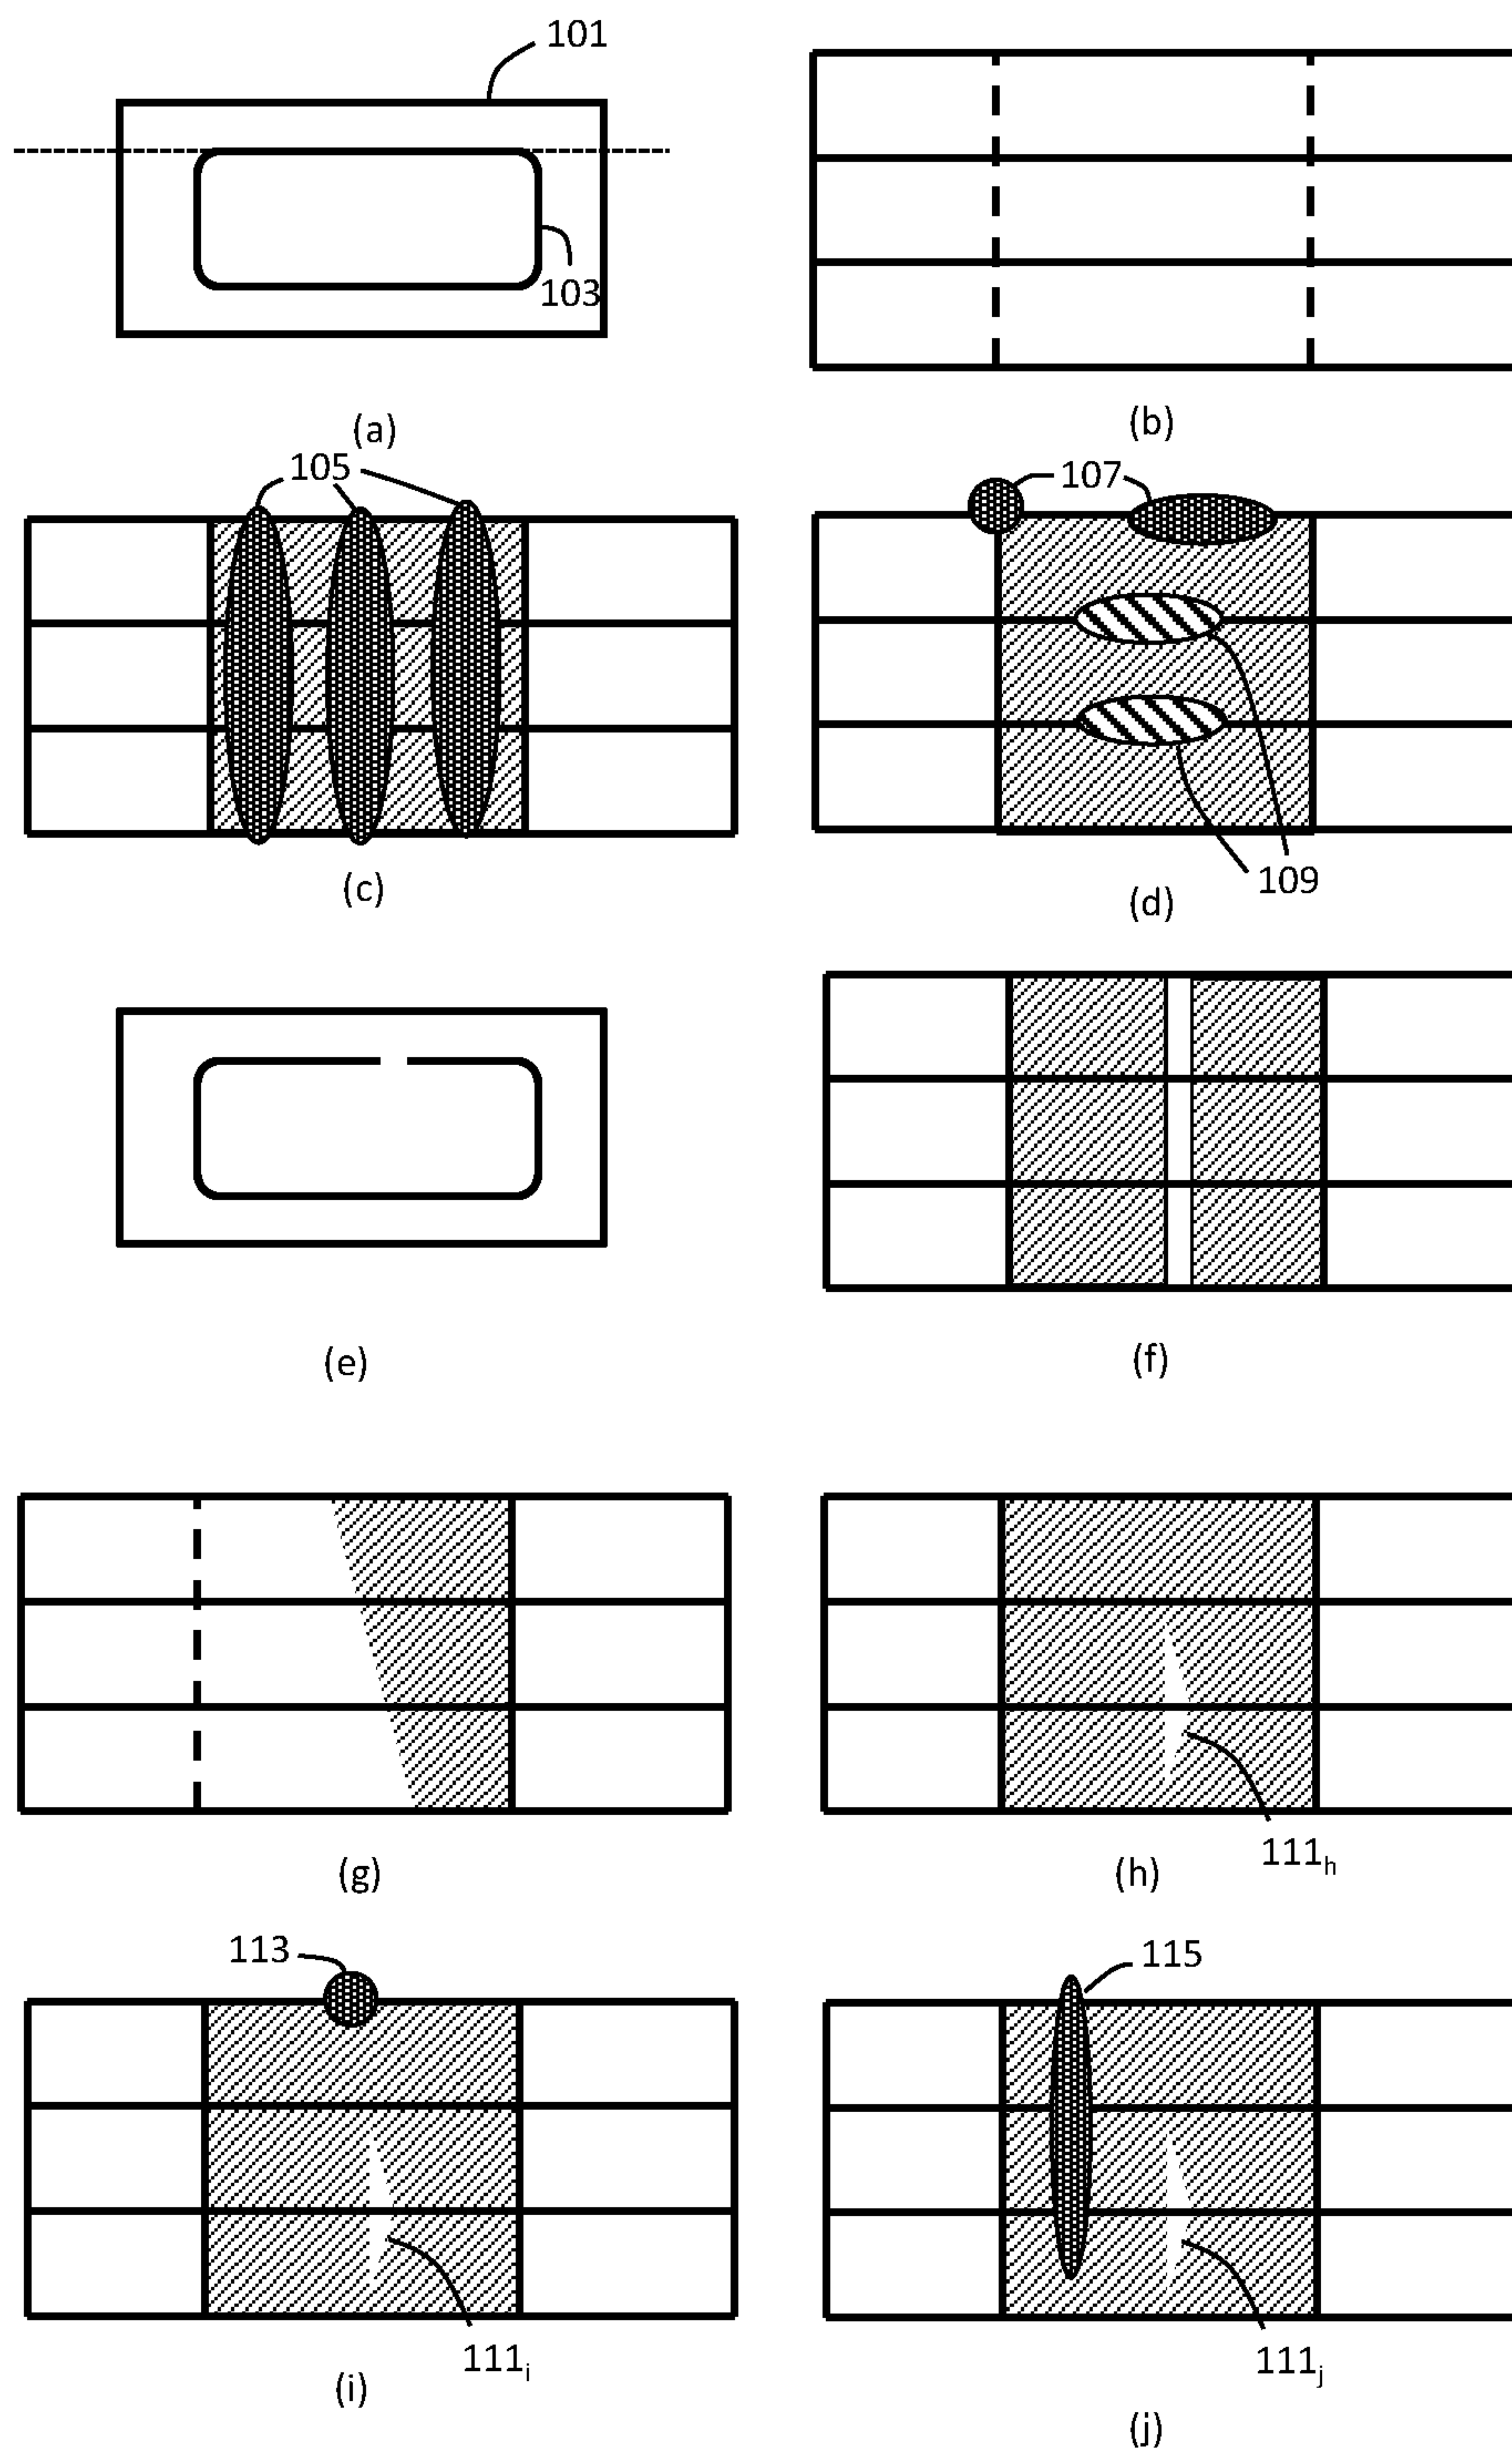 101
103
(a)
(b)
105
107
109
(c)
(d)
(e)
(f)
(g)
(h)
111h
113
115
111i
111j
(i)
(j)